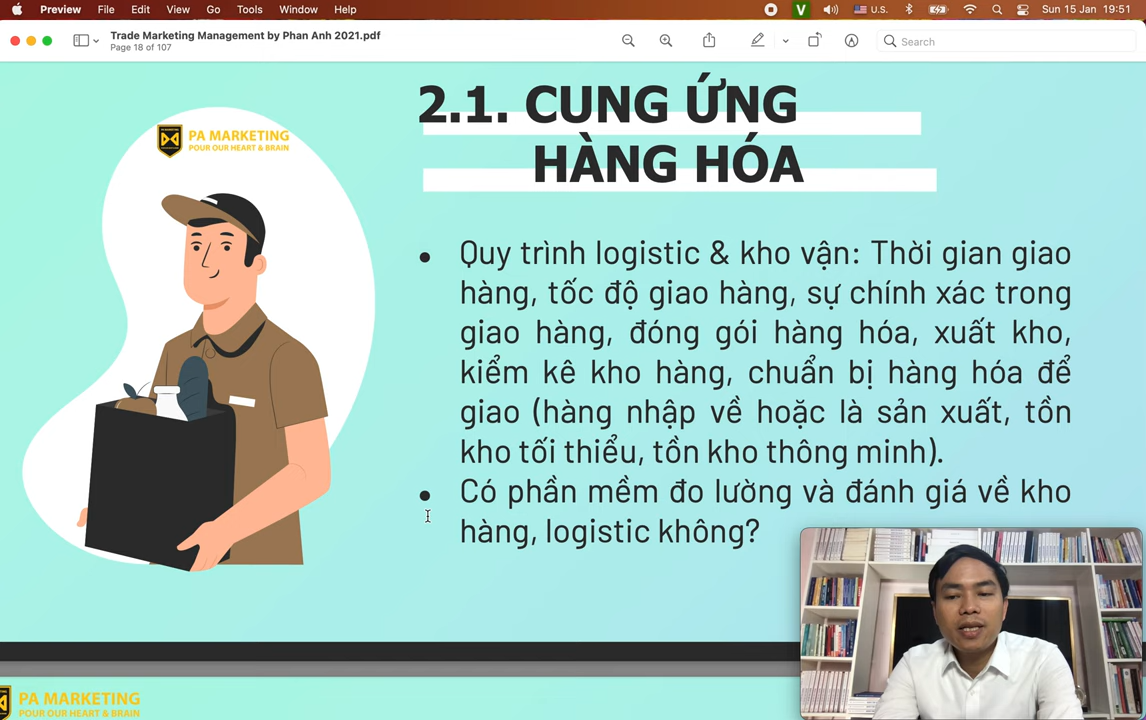 Preview File Edit View Go Tools Window Help V U.S. Sun 15 Jan 19:51
Trade Marketing Management by Phan Anh 2021.pdf
Page 18 of 107
Search
PA MARKETING
POUR OUR HEART & BRAIN
2.1. CUNG ỨNG
HÀNG HÓA
• Quy trình logistic & kho vận: Thời gian giao
hàng, tốc độ giao hàng, sự chính xác trong
giao hàng, đóng gói hàng hóa, xuất kho,
kiểm kê kho hàng, chuẩn bị hàng hóa để
giao (hàng nhập về hoặc là sản xuất, tồn
kho tối thiểu, tồn kho thông minh).
• Có phần mềm đo lường và đánh giá về kho
hàng, logistic không?
PA MARKETING
POUR OUR HEART & BRAIN